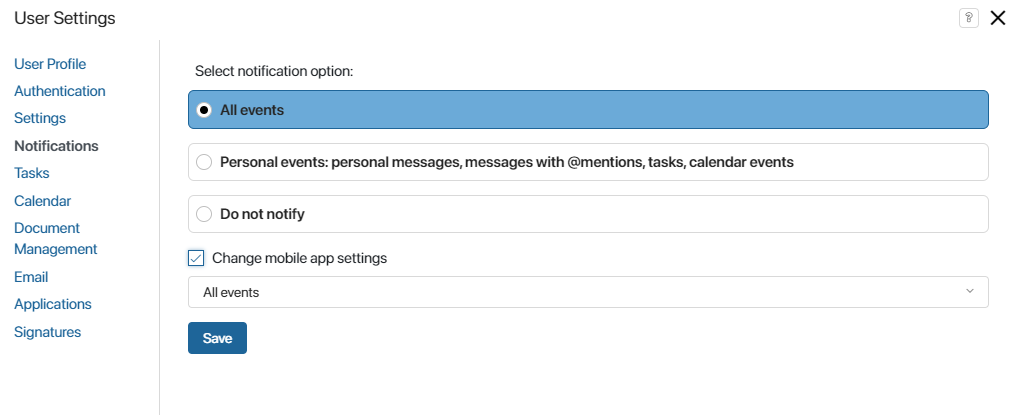 User Settings
?
User Profile
Authentication
Settings
Notifications
Tasks
Calendar
Document
Management
Email
Applications
Signatures
Select notification option:
All events
Personal events: personal messages, messages with @mentions, tasks, calendar events
Do not notify
Change mobile app settings
All events
Save